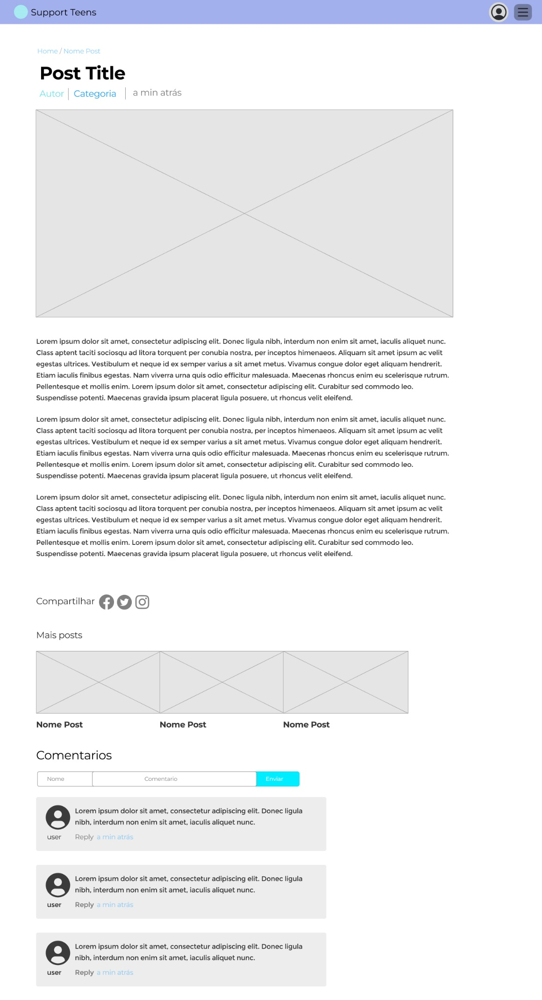 Support Teens
Home / Nome Post
Post Title
Autor | Categoria | a min atrás
Lorem ipsum dolor sit amet, consectetur adipiscing elit. Donec ligula nibh, interdum non enim sit amet, iaculis aliquet nunc.
Class aptent taciti sociosqu ad litora torquent per conubia nostra, per inceptos himenaeos. Aliquam sit amet ipsum ac velit
egestas ultrices. Vestibulum et neque id ex semper varius a sit amet metus. Vivamus congue dolor eget aliquam hendrerit.
Etiam iaculis finibus egestas. Nam viverra urna quis odio efficitur malesuada. Maecenas rhoncus enim eu scelerisque rutrum.
Pellentesque et mollis enim. Lorem ipsum dolor sit amet, consectetur adipiscing elit. Curabitur sed commodo leo.
Suspendisse potenti. Maecenas gravida ipsum placerat ligula posuere, ut rhoncus velit eleifend.
Lorem ipsum dolor sit amet, consectetur adipiscing elit. Donec ligula nibh, interdum non enim sit amet, iaculis aliquet nunc.
Class aptent taciti sociosqu ad litora torquent per conubia nostra, per inceptos himenaeos. Aliquam sit amet ipsum ac velit
egestas ultrices. Vestibulum et neque id ex semper varius a sit amet metus. Vivamus congue dolor eget aliquam hendrerit.
Etiam iaculis finibus egestas. Nam viverra urna quis odio efficitur malesuada. Maecenas rhoncus enim eu scelerisque rutrum.
Pellentesque et mollis enim. Lorem ipsum dolor sit amet, consectetur adipiscing elit. Curabitur sed commodo leo.
Suspendisse potenti. Maecenas gravida ipsum placerat ligula posuere, ut rhoncus velit eleifend.
Lorem ipsum dolor sit amet, consectetur adipiscing elit. Donec ligula nibh, interdum non enim sit amet, iaculis aliquet nunc.
Class aptent taciti sociosqu ad litora torquent per conubia nostra, per inceptos himenaeos. Aliquam sit amet ipsum ac velit
egestas ultrices. Vestibulum et neque id ex semper varius a sit amet metus. Vivamus congue dolor eget aliquam hendrerit.
Etiam iaculis finibus egestas. Nam viverra urna quis odio efficitur malesuada. Maecenas rhoncus enim eu scelerisque rutrum.
Pellentesque et mollis enim. Lorem ipsum dolor sit amet, consectetur adipiscing elit. Curabitur sed commodo leo.
Suspendisse potenti. Maecenas gravida ipsum placerat ligula posuere, ut rhoncus velit eleifend.
Compartilhar
Mais posts
Nome Post Nome Post Nome Post
Comentarios
Nome Comentario Enviar
Lorem ipsum dolor sit amet, consectetur adipiscing elit. Donec ligula
nibh, interdum non enim sit amet, iaculis aliquet nunc.
user Reply a min atrás
Lorem ipsum dolor sit amet, consectetur adipiscing elit. Donec ligula
nibh, interdum non enim sit amet, iaculis aliquet nunc.
user Reply a min atrás
Lorem ipsum dolor sit amet, consectetur adipiscing elit. Donec ligula
nibh, interdum non enim sit amet, iaculis aliquet nunc.
user Reply a min atrás